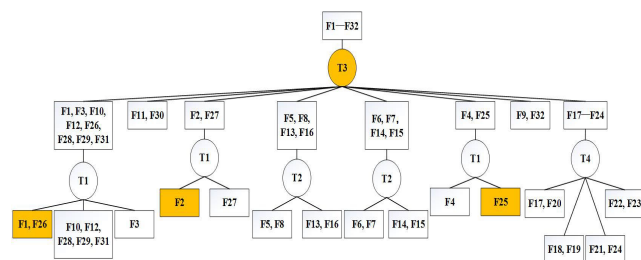 F1—F32
T3
F1, F3, F10,
F12, F26,
F28, F29, F31
F11, F30
F2, F27
F5, F8,
F13, F16
F6, F7,
F14, F15
F4, F25
F9, F32
F17—F24
T1
T1
T2
T2
T1
T4
F1, F26
F10, F12,
F28, F29, F31
F3
F2
F27
F5, F8
F13, F16
F6, F7
F14, F15
F4
F25
F17, F20
F22, F23
F18, F19
F21, F24